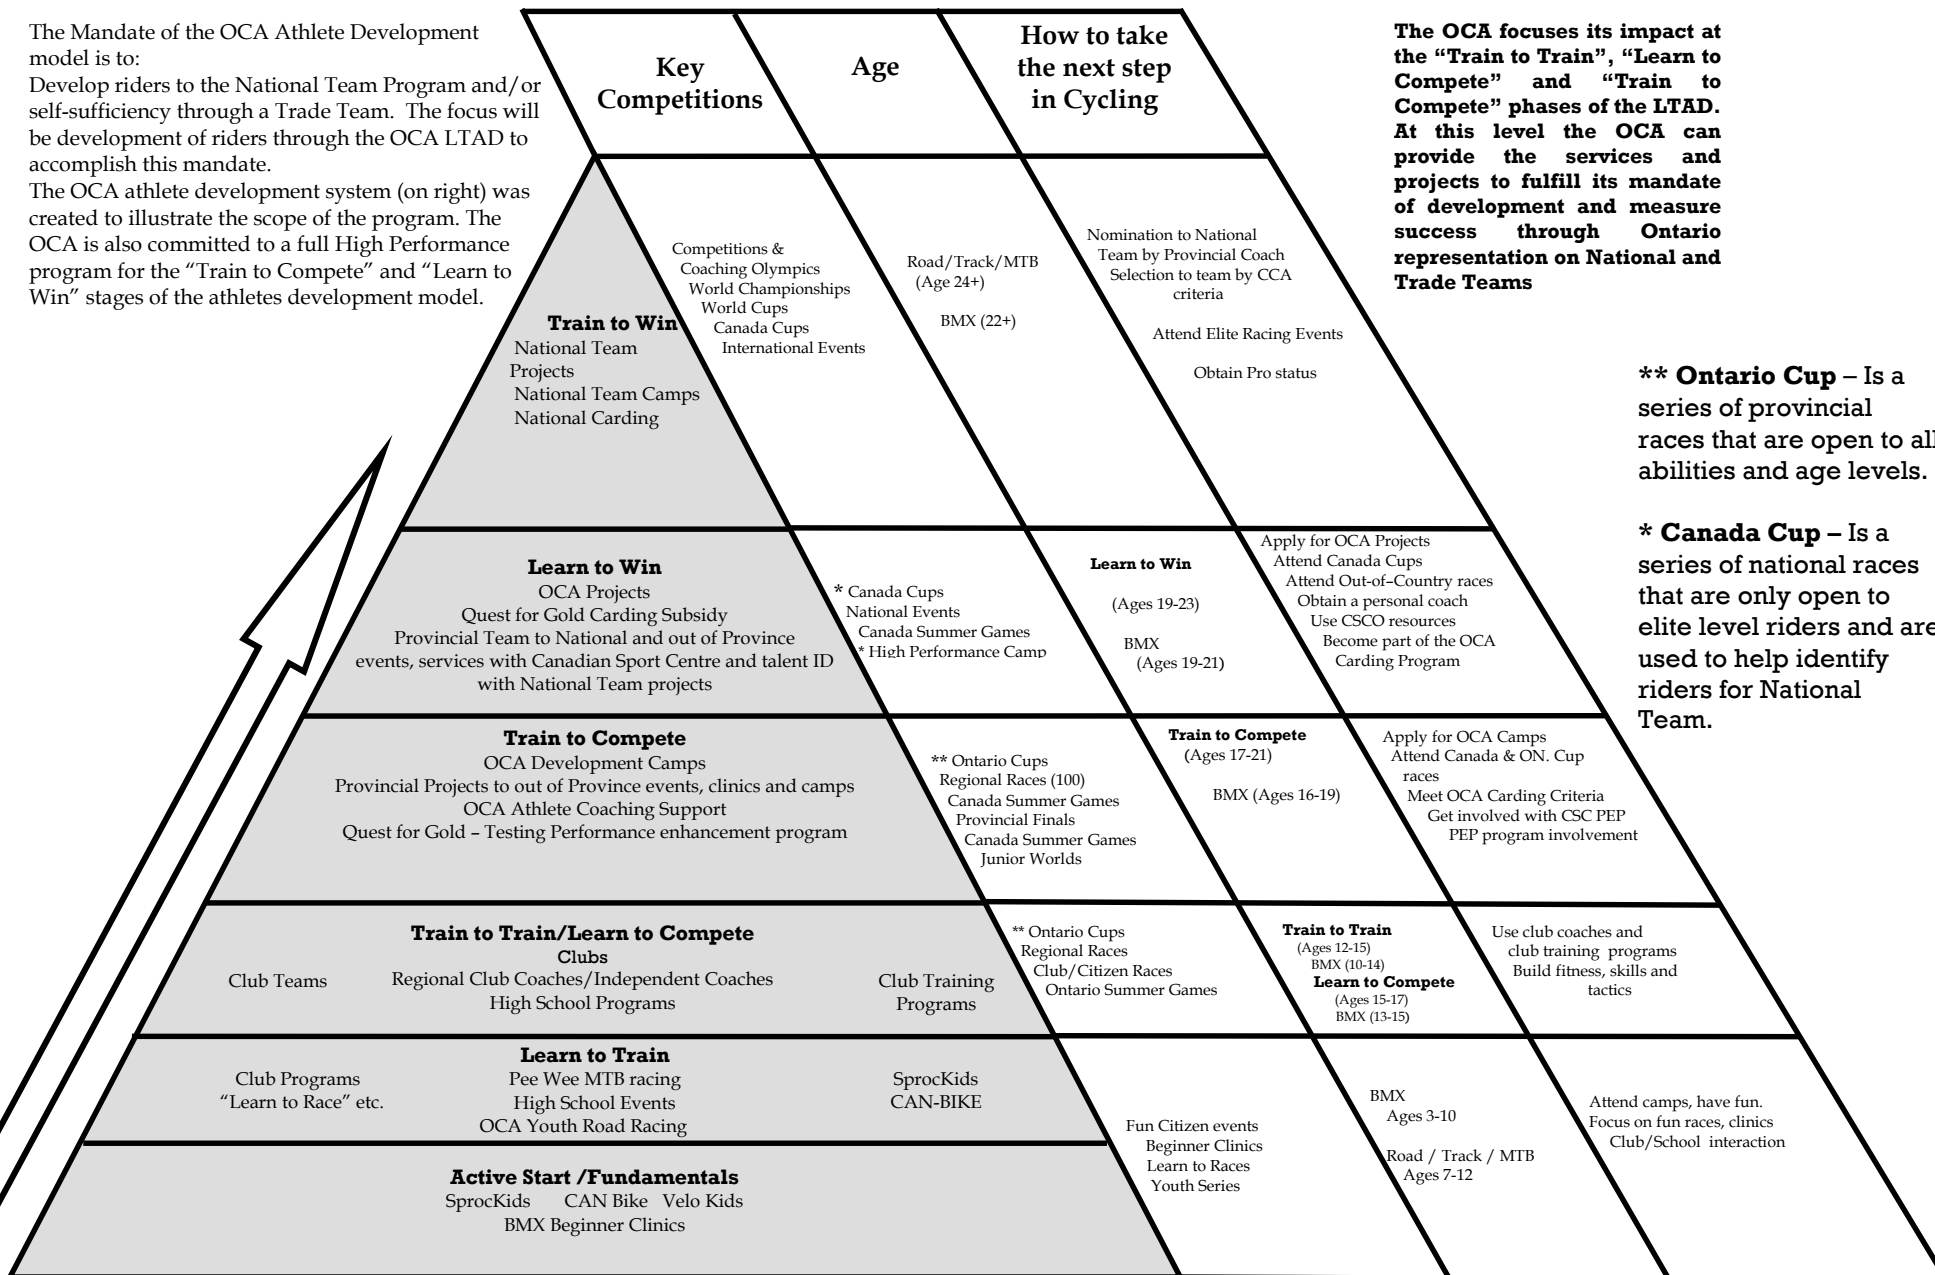 The Mandate of the OCA Athlete Development
model is to:
Develop riders to the National Team Program and/or
self-sufficiency through a Trade Team. The focus will
be development of riders through the OCA LTAD to
accomplish this mandate.
The OCA athlete development system (on right) was
created to illustrate the scope of the program. The
OCA is also committed to a full High Performance
program for the “Train to Compete” and “Learn to
Win” stages of the athletes development model.
Key
Competitions
Age
How to take
the next step
in Cycling
The OCA focuses its impact at
the “Train to Train”, “Learn to
Compete” and “Train to
Compete” phases of the LTAD.
At this level the OCA can
provide the services and
projects to fulfill its mandate
of development and measure
success through Ontario
representation on National and
Trade Teams
** Ontario Cup – Is a
series of provincial
races that are open to all
abilities and age levels.
* Canada Cup – Is a
series of national races
that are only open to
elite level riders and are
used to help identify
riders for National
Team.
Train to Win
National Team
Projects
National Team Camps
National Carding
Competitions &
Coaching Olympics
World Championships
World Cups
Canada Cups
International Events
Road/Track/MTB
(Age 24+)
BMX (22+)
Nomination to National
Team by Provincial Coach
Selection to team by CCA
criteria
Attend Elite Racing Events
Obtain Pro status
Learn to Win
OCA Projects
Quest for Gold Carding Subsidy
Provincial Team to National and out of Province
events, services with Canadian Sport Centre and talent ID
with National Team projects
* Canada Cups
National Events
Canada Summer Games
* High Performance Camp
Learn to Win
(Ages 19-23)
BMX
(Ages 19-21)
Apply for OCA Projects
Attend Canada Cups
Attend Out-of–Country races
Obtain a personal coach
Use CSCO resources
Become part of the OCA
Carding Program
Train to Compete
OCA Development Camps
Provincial Projects to out of Province events, clinics and camps
OCA Athlete Coaching Support
Quest for Gold – Testing Performance enhancement program
** Ontario Cups
Regional Races (100)
Canada Summer Games
Provincial Finals
Canada Summer Games
Junior Worlds
Train to Compete
(Ages 17-21)
BMX (Ages 16-19)
Apply for OCA Camps
Attend Canada & ON. Cup
races
Meet OCA Carding Criteria
Get involved with CSC PEP
PEP program involvement
Train to Train/Learn to Compete
Clubs
Club Teams
Regional Club Coaches/Independent Coaches
High School Programs
Club Training
Programs
** Ontario Cups
Regional Races
Club/Citizen Races
Ontario Summer Games
Train to Train
(Ages 12-15)
BMX (10-14)
Learn to Compete
(Ages 15-17)
BMX (13-15)
Use club coaches and
club training programs
Build fitness, skills and
tactics
Learn to Train
Club Programs
“Learn to Race” etc.
Pee Wee MTB racing
High School Events
OCA Youth Road Racing
SprocKids
CAN-BIKE
Active Start /Fundamentals
SprocKids CAN Bike Velo Kids
BMX Beginner Clinics
Fun Citizen events
Beginner Clinics
Learn to Races
Youth Series
BMX
Ages 3-10
Road / Track / MTB
Ages 7-12
Attend camps, have fun.
Focus on fun races, clinics
Club/School interaction